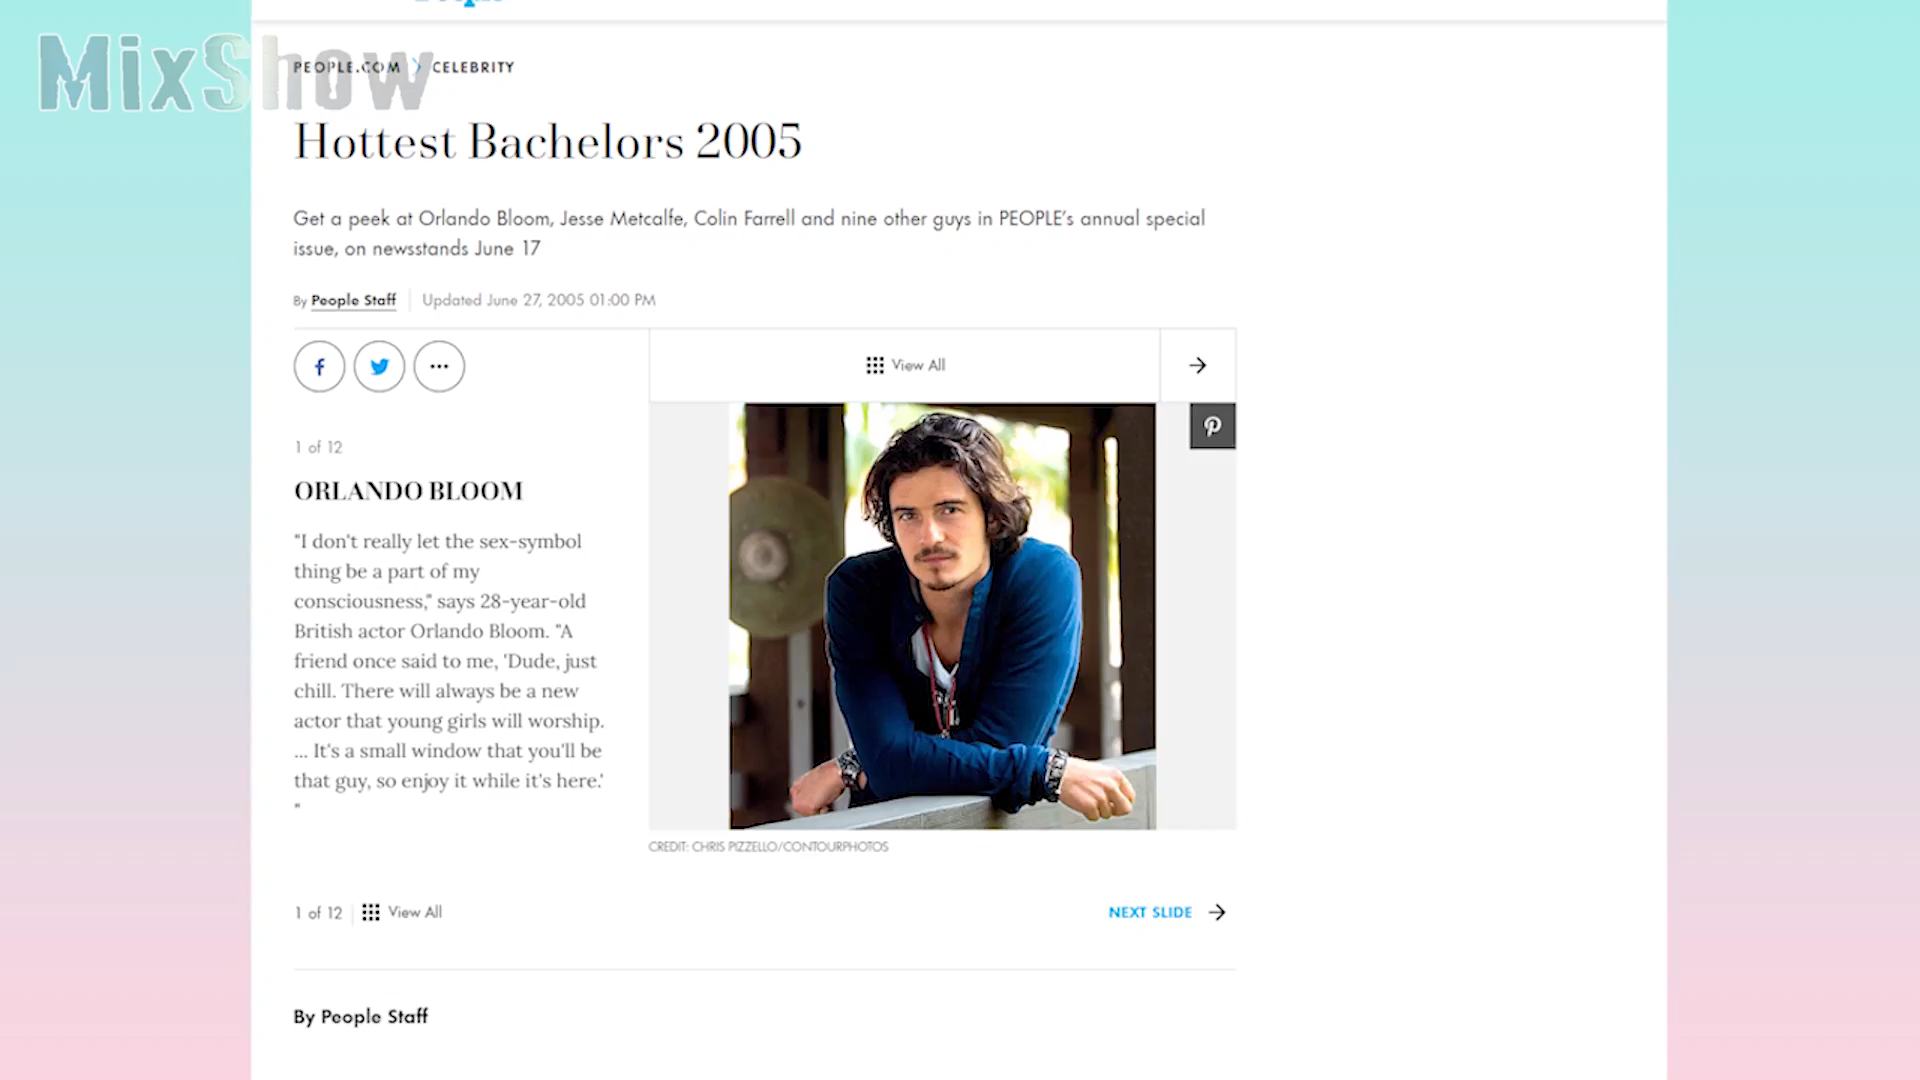 People
MixShow
PEOPLE.COM > CELEBRITY
Hottest Bachelors 2005
Get a peek at Orlando Bloom, Jesse Metcalfe, Colin Farrell and nine other guys in PEOPLE's annual special
issue, on newsstands June 17
By People Staff Updated June 27, 2005 01:00 PM
View All
1 of 12
ORLANDO BLOOM
"I don't really let the sex-symbol
thing be a part of my
consciousness," says 28-year-old
British actor Orlando Bloom. "A
friend once said to me, 'Dude, just
chill. There will always be a new
actor that young girls will worship.
... It's a small window that you'll be
that guy, so enjoy it while it's here.'
"
CREDIT: CHRIS PIZZELLO/CONTOURPHOTOS
1 of 12 View All
NEXT SLIDE
By People Staff